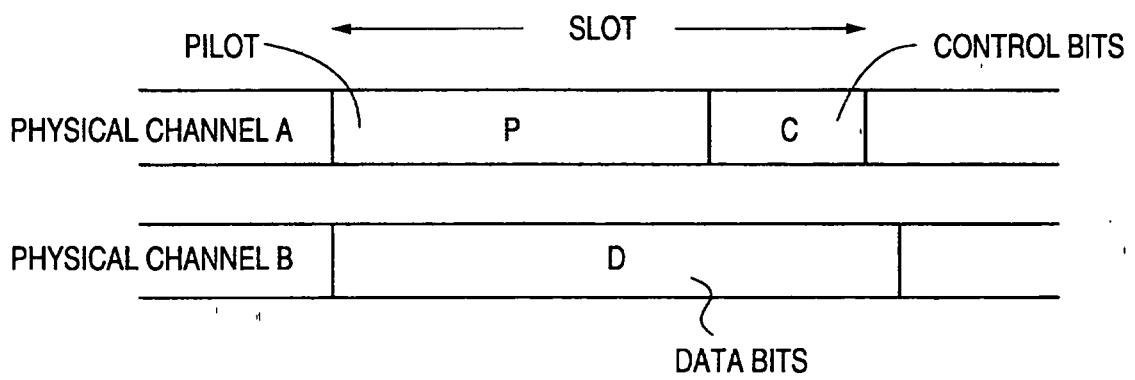 SLOT
PILOT
CONTROL BITS
PHYSICAL CHANNEL A
P
C
PHYSICAL CHANNEL B
D
DATA BITS